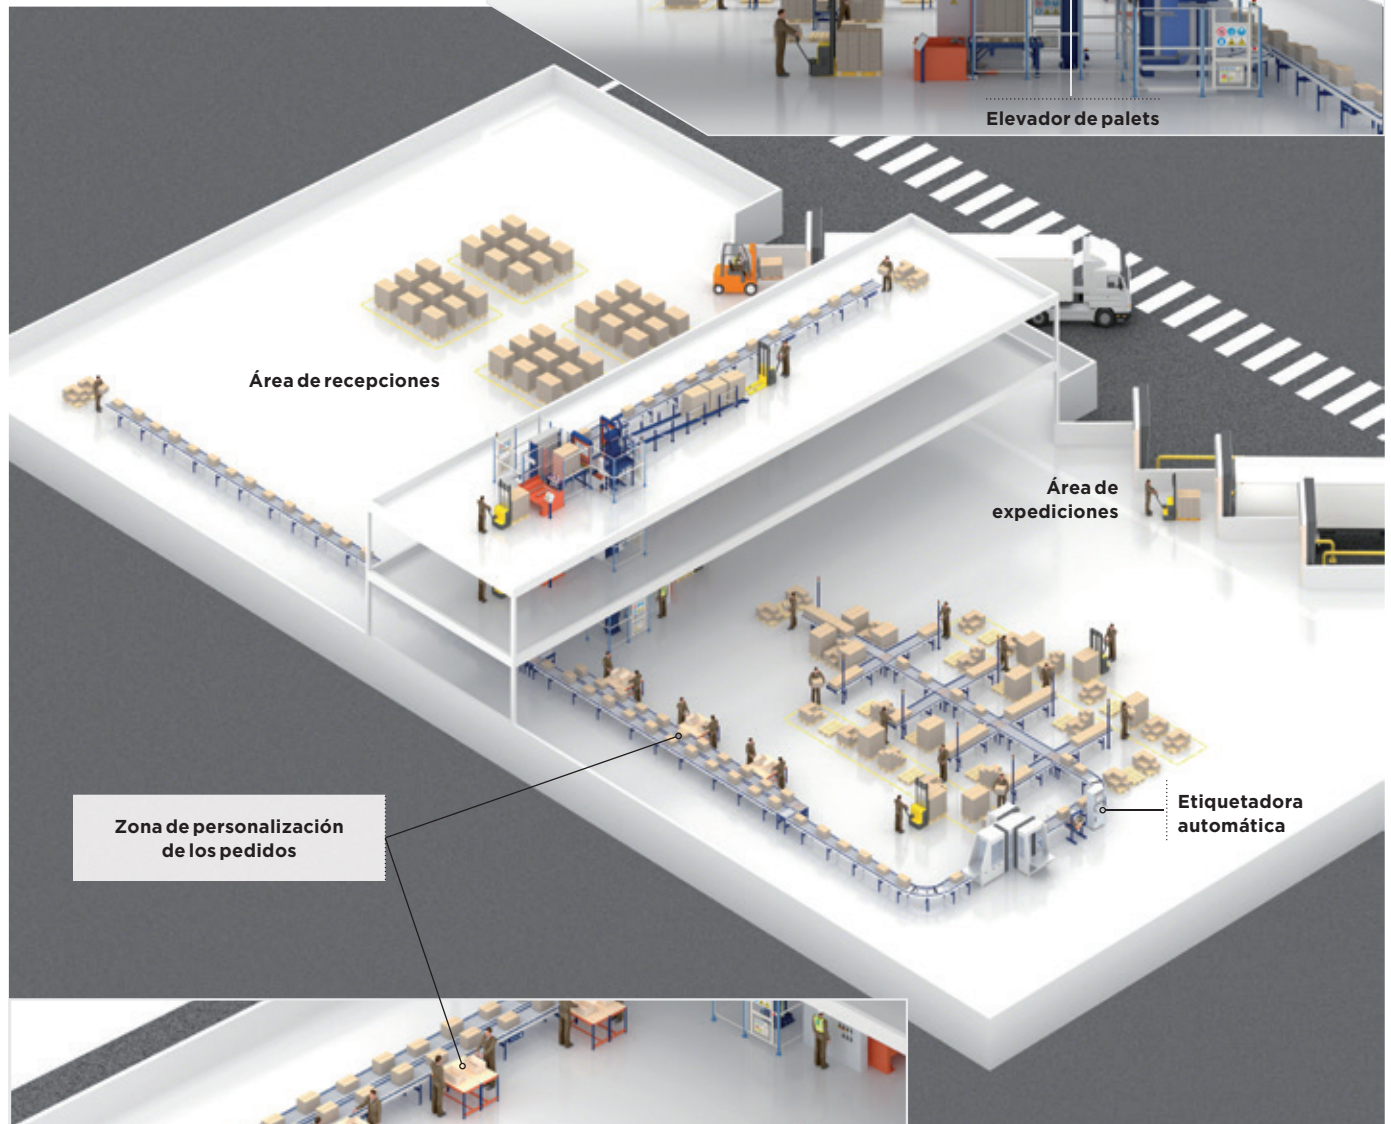 Elevador de palets
Área de recepciones
Área de
expediciones
Zona de personalización
de los pedidos
Etiquetadora
automática